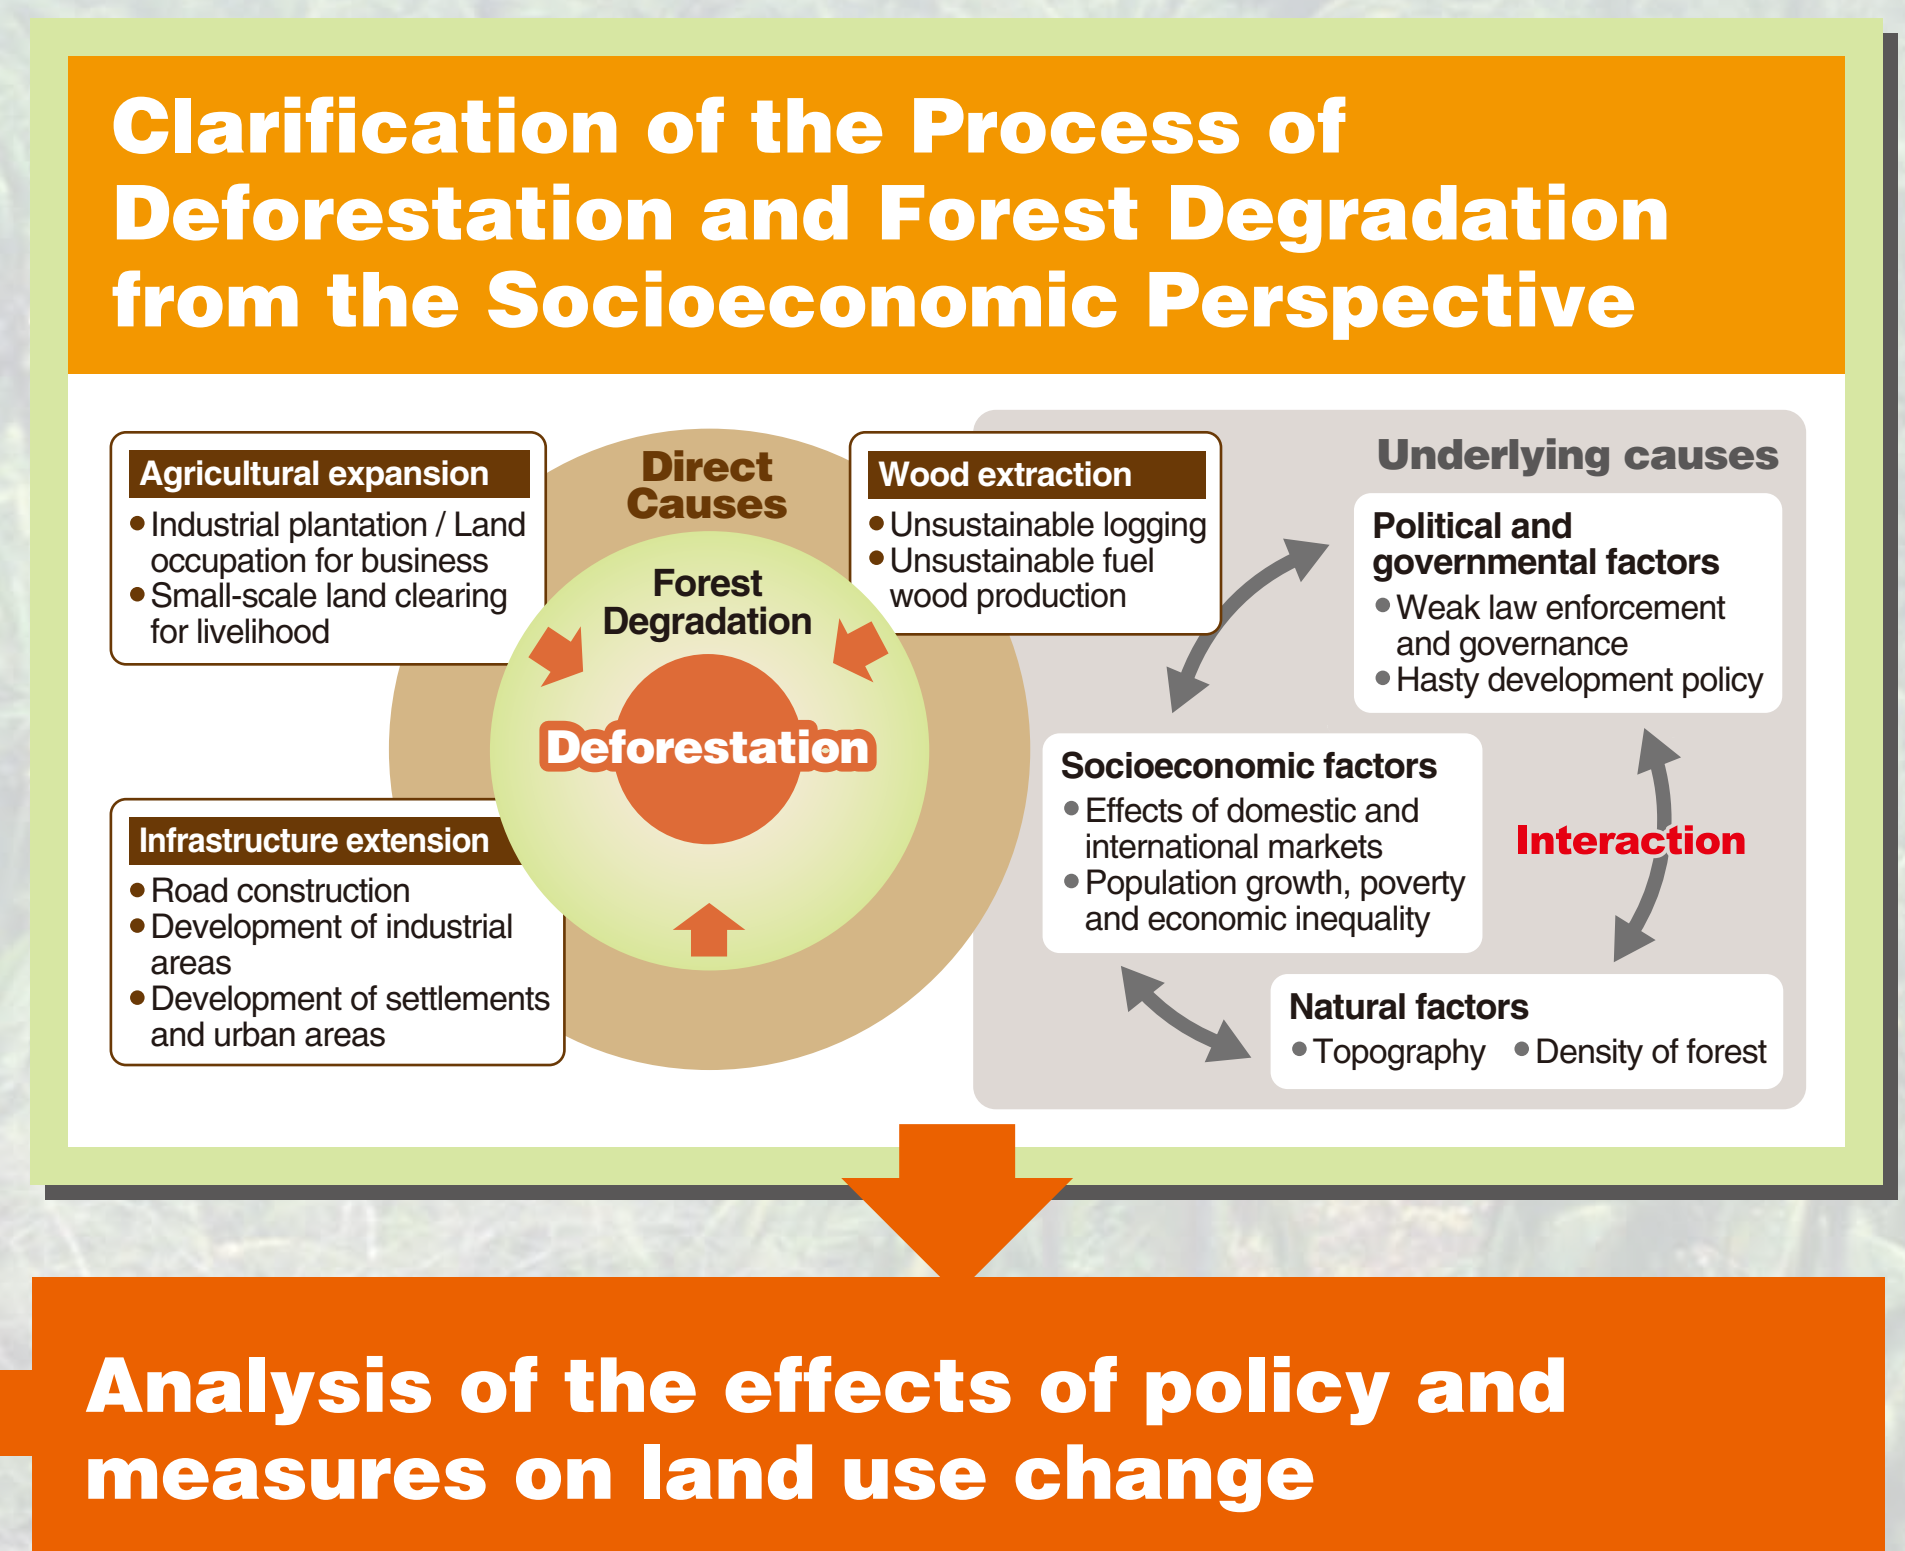 Clarification of the Process of
Deforestation and Forest Degradation
from the Socioeconomic Perspective
Agricultural expansion
• Industrial plantation / Land
occupation for business
• Small-scale land clearing
for livelihood
Direct
Causes
Wood extraction
• Unsustainable logging
• Unsustainable fuel
wood production
Forest
Degradation
Deforestation
Infrastructure extension
• Road construction
• Development of industrial
areas
• Development of settlements
and urban areas
Underlying causes
Political and
governmental factors
• Weak law enforcement
and governance
• Hasty development policy
Socioeconomic factors
• Effects of domestic and
international markets
• Population growth, poverty
and economic inequality
Interaction
Natural factors
• Topography • Density of forest
Analysis of the effects of policy and
measures on land use change